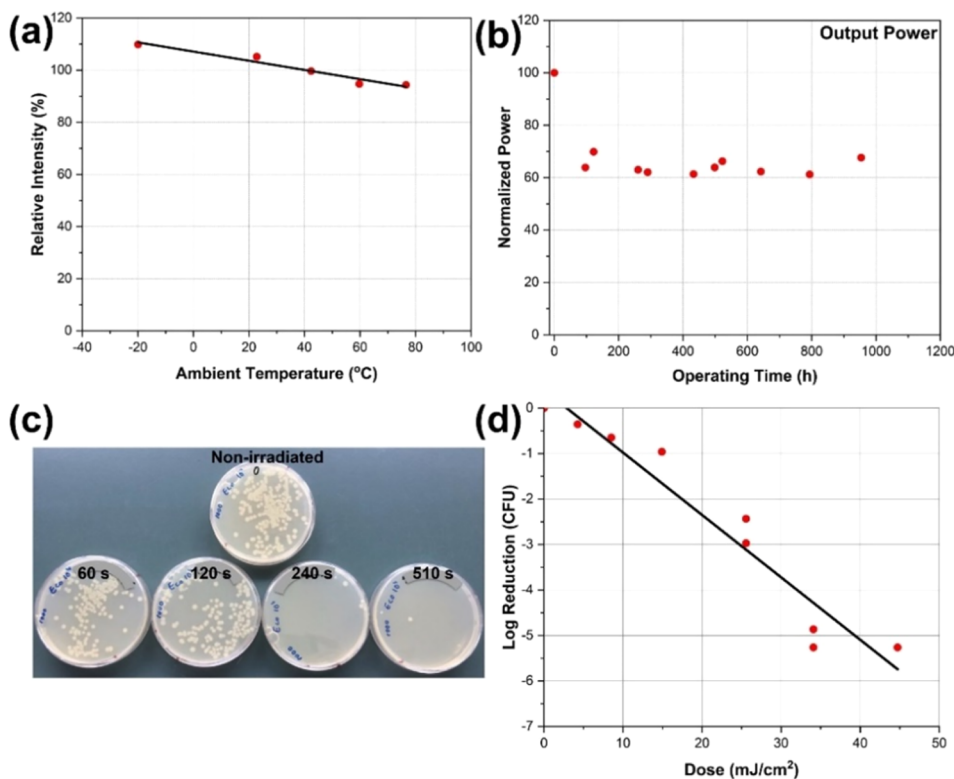 (a)
120
100
80
60
40
20
0
-40 -20 0 20 40 60 80 100
Relative Intensity (%)
Ambient Temperature (°C)
(b)
Output Power
120
100
80
60
40
20
0
0 200 400 600 800 1000 1200
Normalized Power
Operating Time (h)
(c)
Non-irradiated
0
60 s
120 s
240 s
510 s
(d)
0
-1
-2
-3
-4
-5
-6
-7
0 10 20 30 40 50
Log Reduction (CFU)
Dose (mJ/cm²)